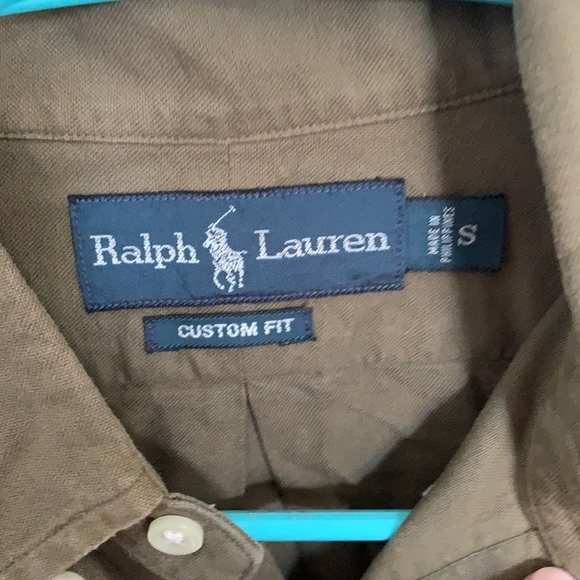 Ralph Lauren
MADE IN
PHILIPPINES
S
CUSTOM FIT